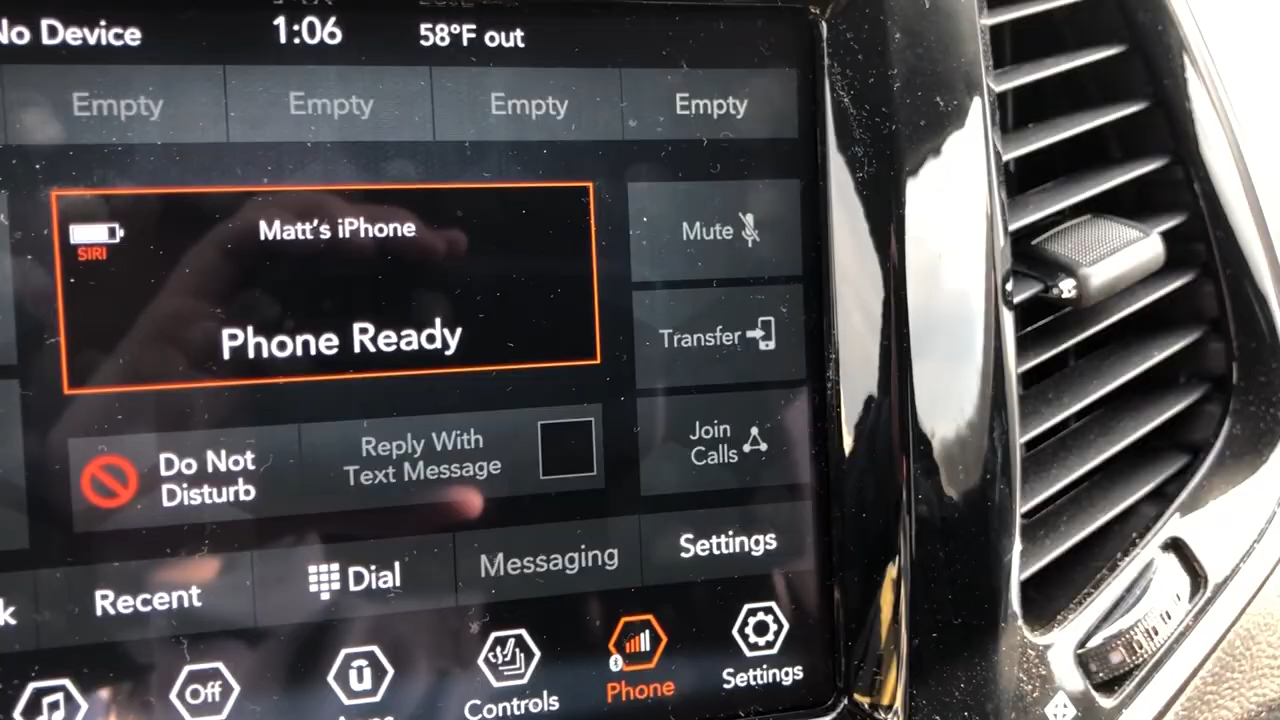 No Device 1:06 58°F out
Empty Empty Empty Empty
Matt's iPhone
SIRI
Phone Ready
Mute
Transfer
Join
Calls
Do Not
Disturb
Reply With
Text Message
k Recent Dial Messaging Settings
Off
ū
Controls
Phone
Settings